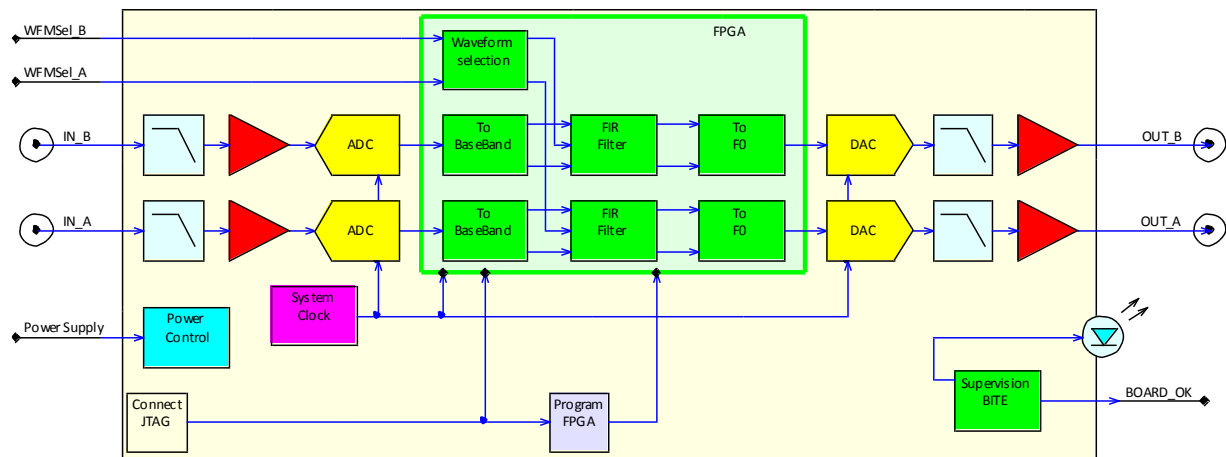 WFMSel_B
Waveform
selection
FPGA
WFMSel_A
IN_B
ADC
To
BaseBand
FIR
Filter
To
F0
DAC
OUT_B
IN_A
ADC
To
BaseBand
FIR
Filter
To
F0
DAC
OUT_A
System
Clock
Power Supply
Power
Control
Connect
JTAG
Program
FPGA
Supervision
BITE
BOARD_OK